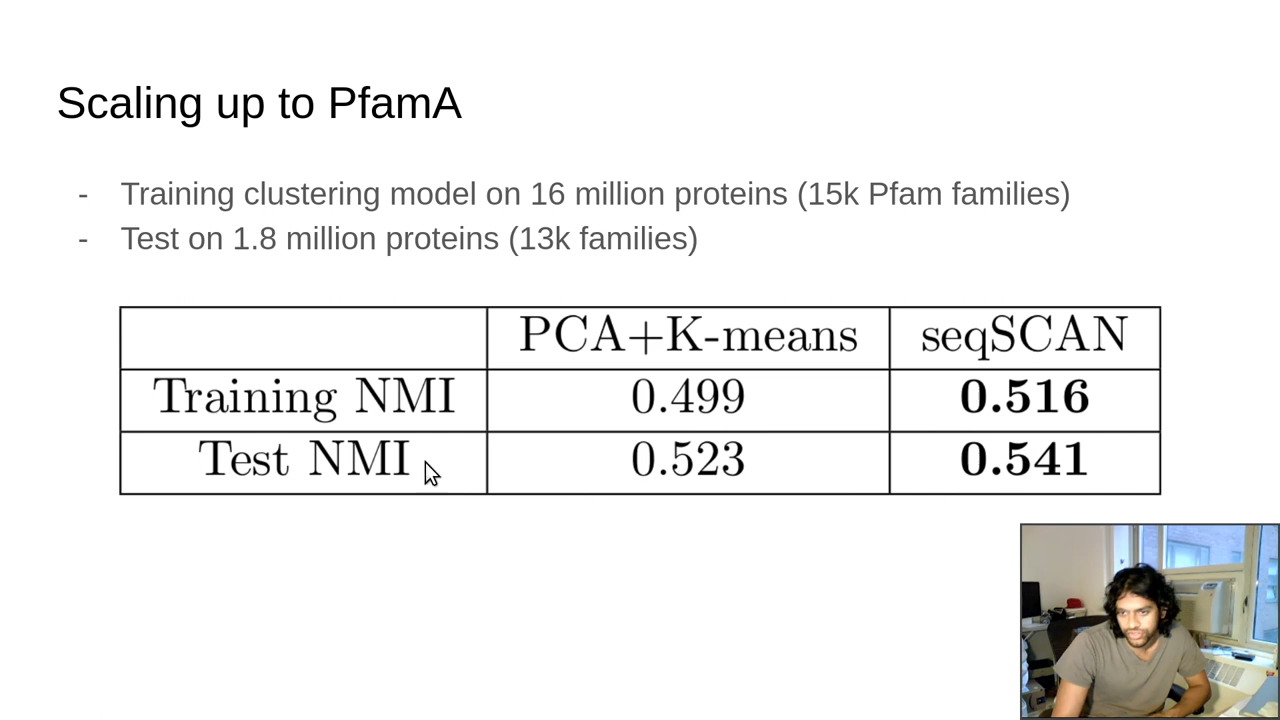 Scaling up to PfamA
- Training clustering model on 16 million proteins (15k Pfam families)
- Test on 1.8 million proteins (13k families)
PCA+K-means seqSCAN
Training NMI 0.499 0.516
Test NMI 0.523 0.541